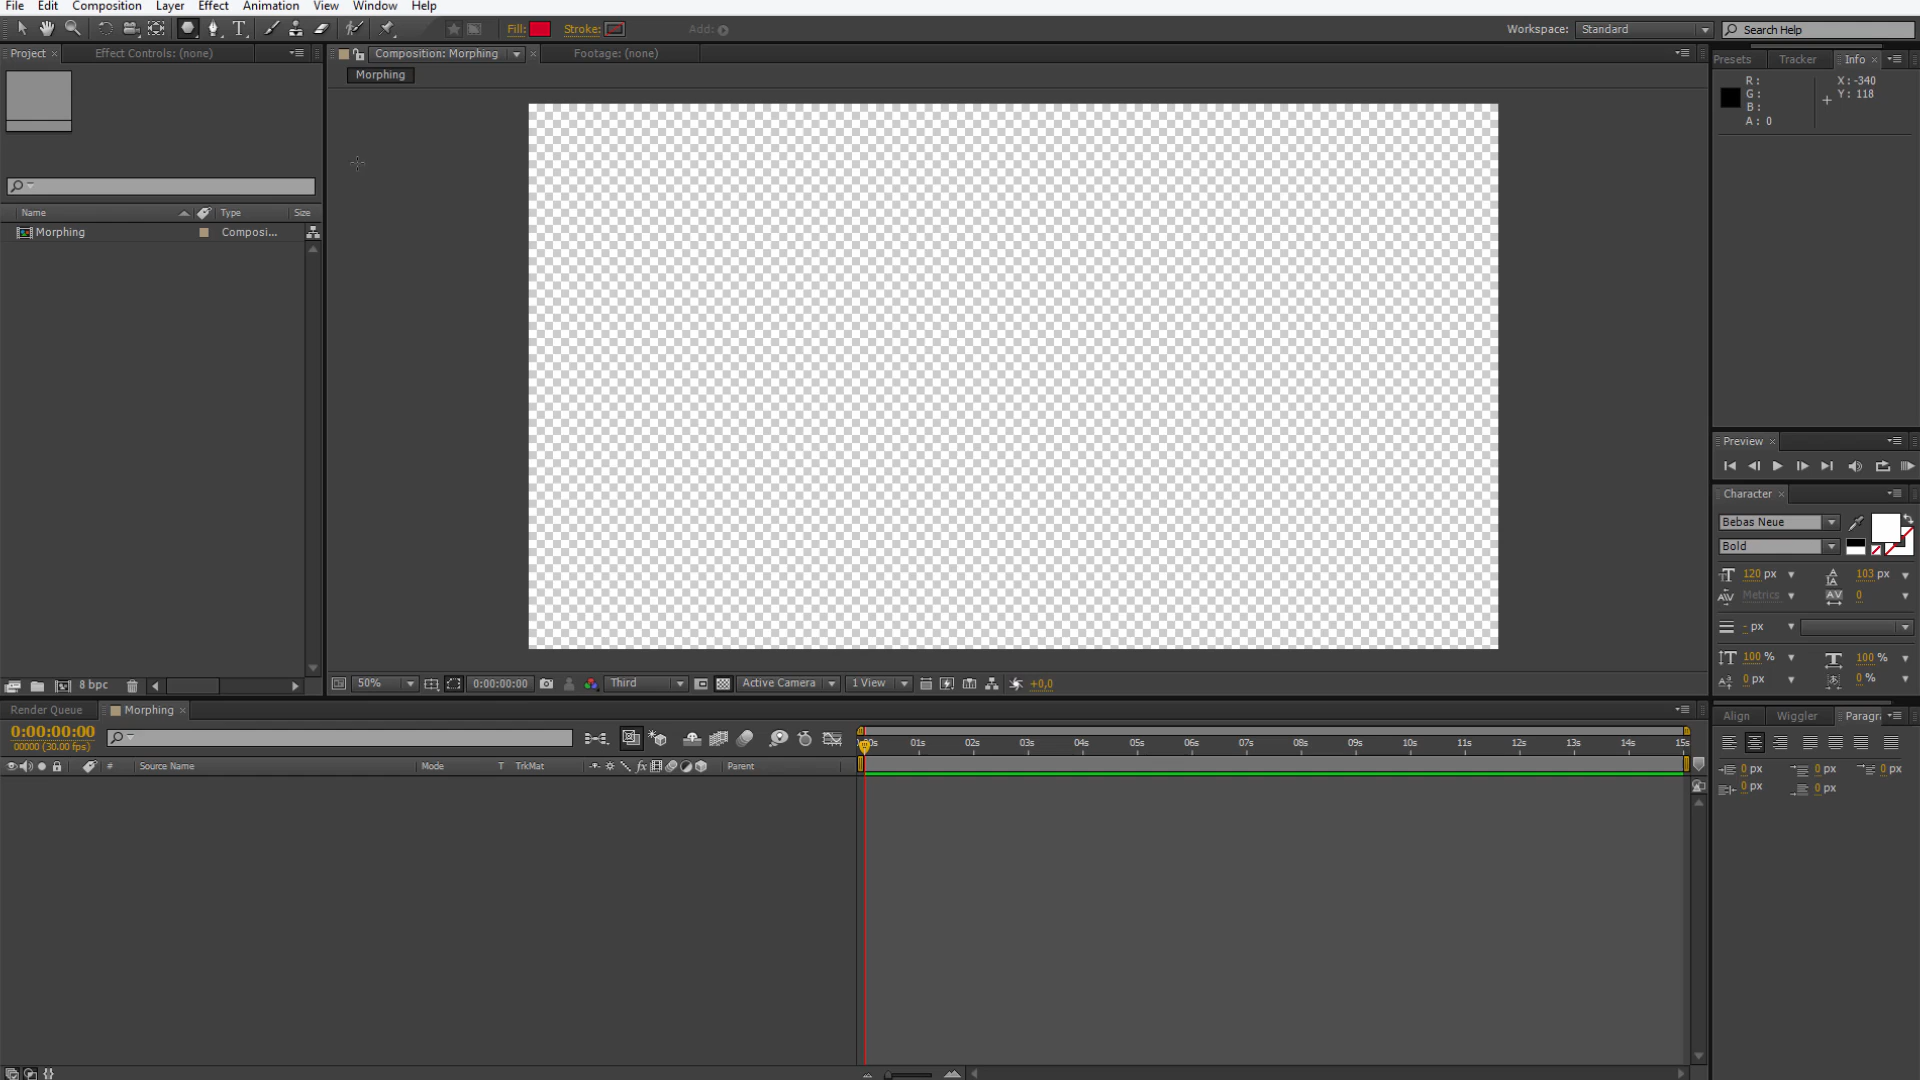 File Edit Composition Layer Effect Animation View Window Help
Fill: Stroke: Add: Workspace: Standard Search Help
Project Effect Controls: (none) Composition: Morphing Footage: (none)
Presets Tracker Info
Morphing
R: X: -340
G: Y: 118
B:
A: 0
Name Type Size
Morphing Composi...
Preview
Character
Bebas Neue
Bold
120 px 103 px
Metrics 0
- px
100 % 100 %
0 px 0 %
8 bpc 50% 0:00:00:00 Third Active Camera 1 View +0,0
Render Queue Morphing
Align Wiggler Paragr
0:00:00:00
00000 (30.00 fps)
00s 01s 02s 03s 04s 05s 06s 07s 08s 09s 10s 11s 12s 13s 14s 15s
# Source Name Mode T TrkMat fx Parent
0 px 0 px 0 px
0 px 0 px